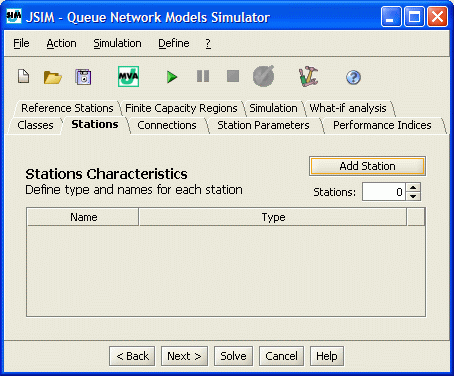 JSIM JSIM - Queue Network Models Simulator
File Action Simulation Define ?
MVA ?
Reference Stations Finite Capacity Regions Simulation What-if analysis
Classes Stations Connections Station Parameters Performance Indices
Add Station
Stations Characteristics
Define type and names for each station
Stations: 0
Name Type
< Back Next > Solve Cancel Help